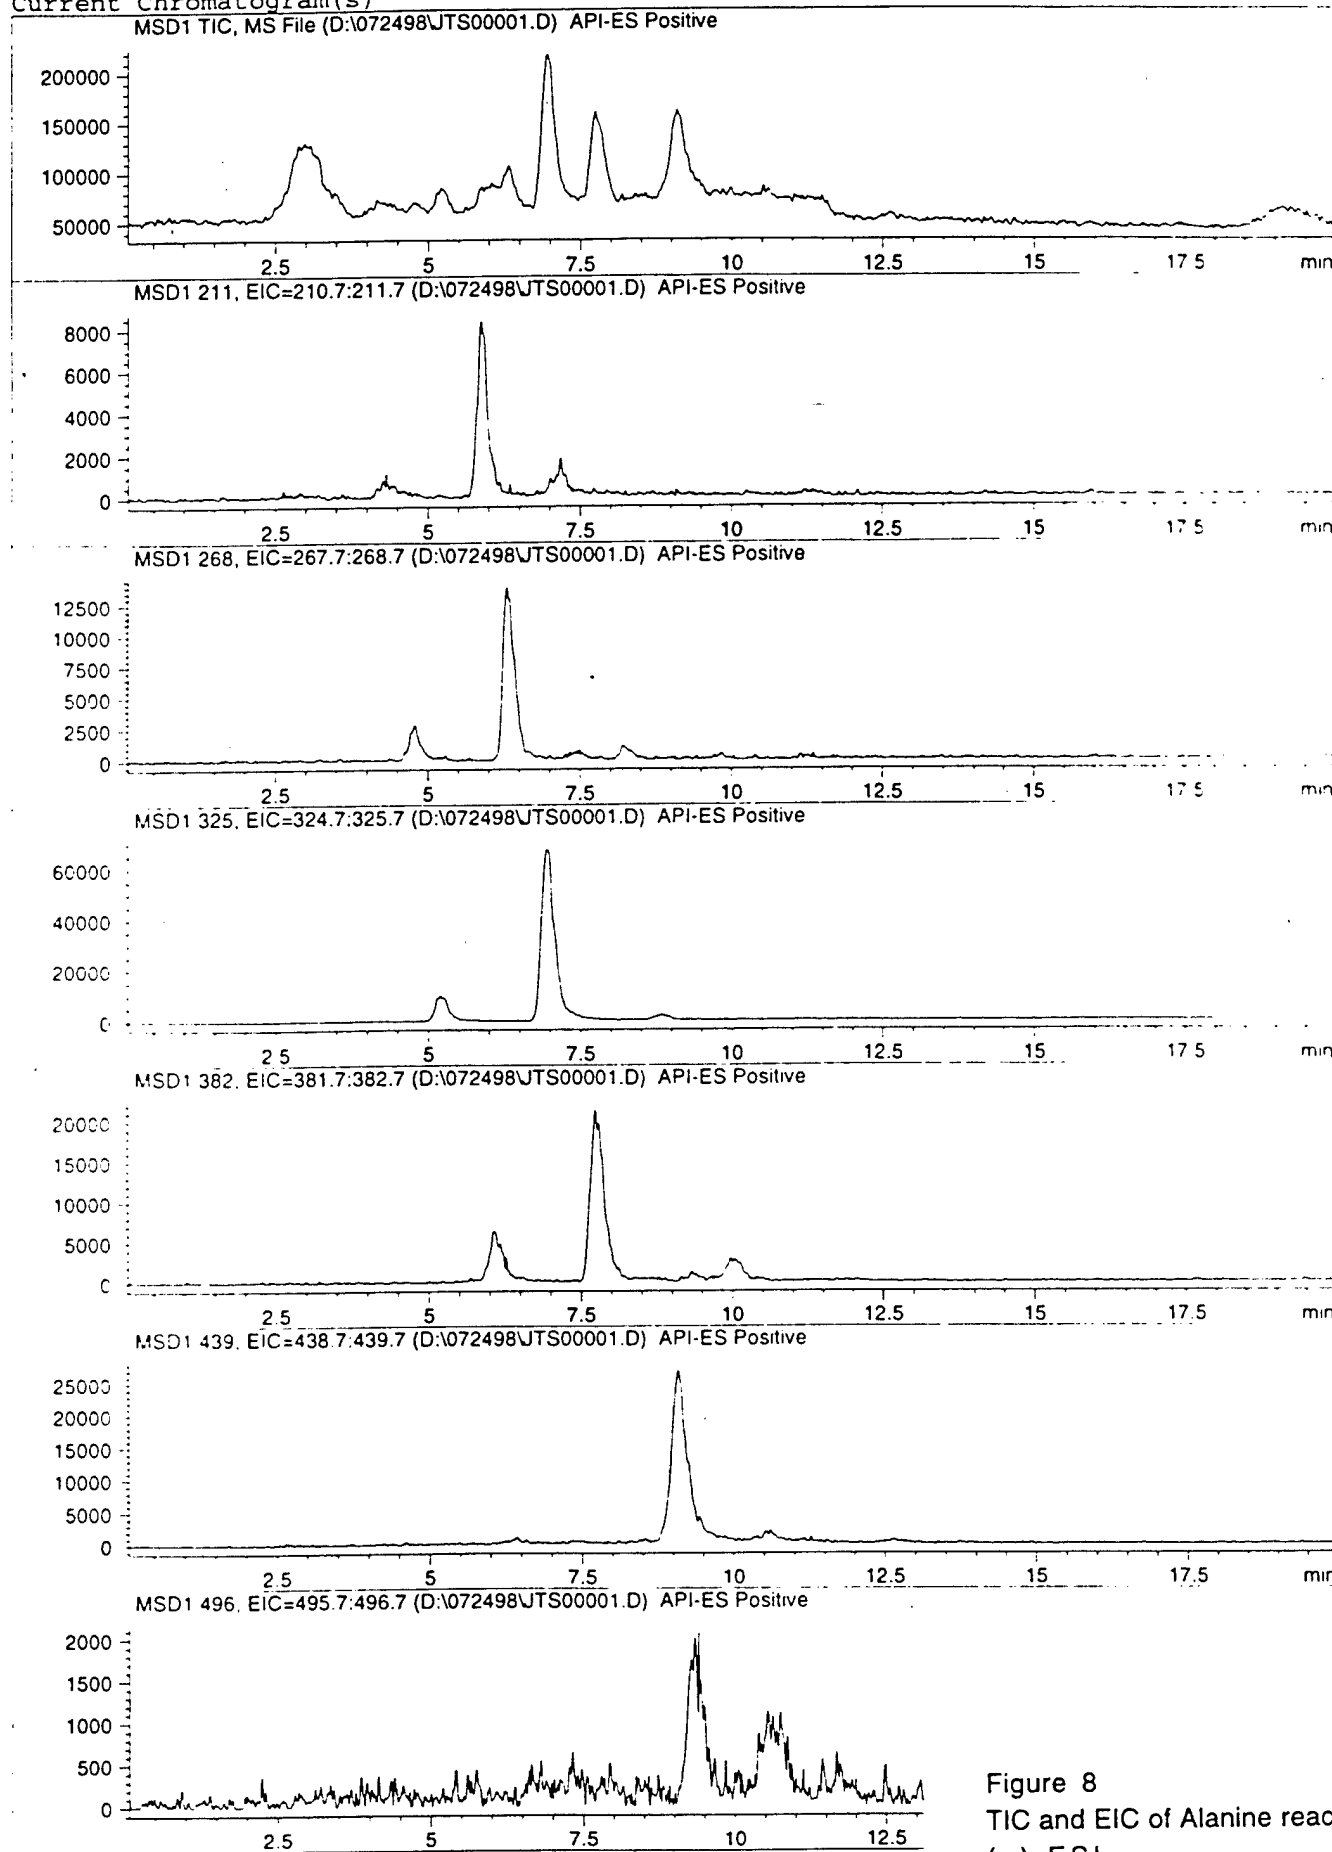 Current Chromatogram(s)
MSD1 TIC, MS File (D:\072498\JTS00001.D) API-ES Positive
200000
150000
100000
50000
2.5 5 7.5 10 12.5 15 17.5 min
MSD1 211, EIC=210.7:211.7 (D:\072498\JTS00001.D) API-ES Positive
8000
6000
4000
2000
0
2.5 5 7.5 10 12.5 15 17.5 min
MSD1 268, EIC=267.7:268.7 (D:\072498\JTS00001.D) API-ES Positive
12500
10000
7500
5000
2500
0
2.5 5 7.5 10 12.5 15 17.5 min
MSD1 325, EIC=324.7:325.7 (D:\072498\JTS00001.D) API-ES Positive
60000
40000
20000
0
2.5 5 7.5 10 12.5 15 17.5 min
MSD1 382, EIC=381.7:382.7 (D:\072498\JTS00001.D) API-ES Positive
20000
15000
10000
5000
0
2.5 5 7.5 10 12.5 15 17.5 min
MSD1 439, EIC=438.7:439.7 (D:\072498\JTS00001.D) API-ES Positive
25000
20000
15000
10000
5000
0
2.5 5 7.5 10 12.5 15 17.5 min
MSD1 496, EIC=495.7:496.7 (D:\072498\JTS00001.D) API-ES Positive
2000
1500
1000
500
0
2.5 5 7.5 10 12.5
Figure 8
TIC and EIC of Alanine reac
ESI